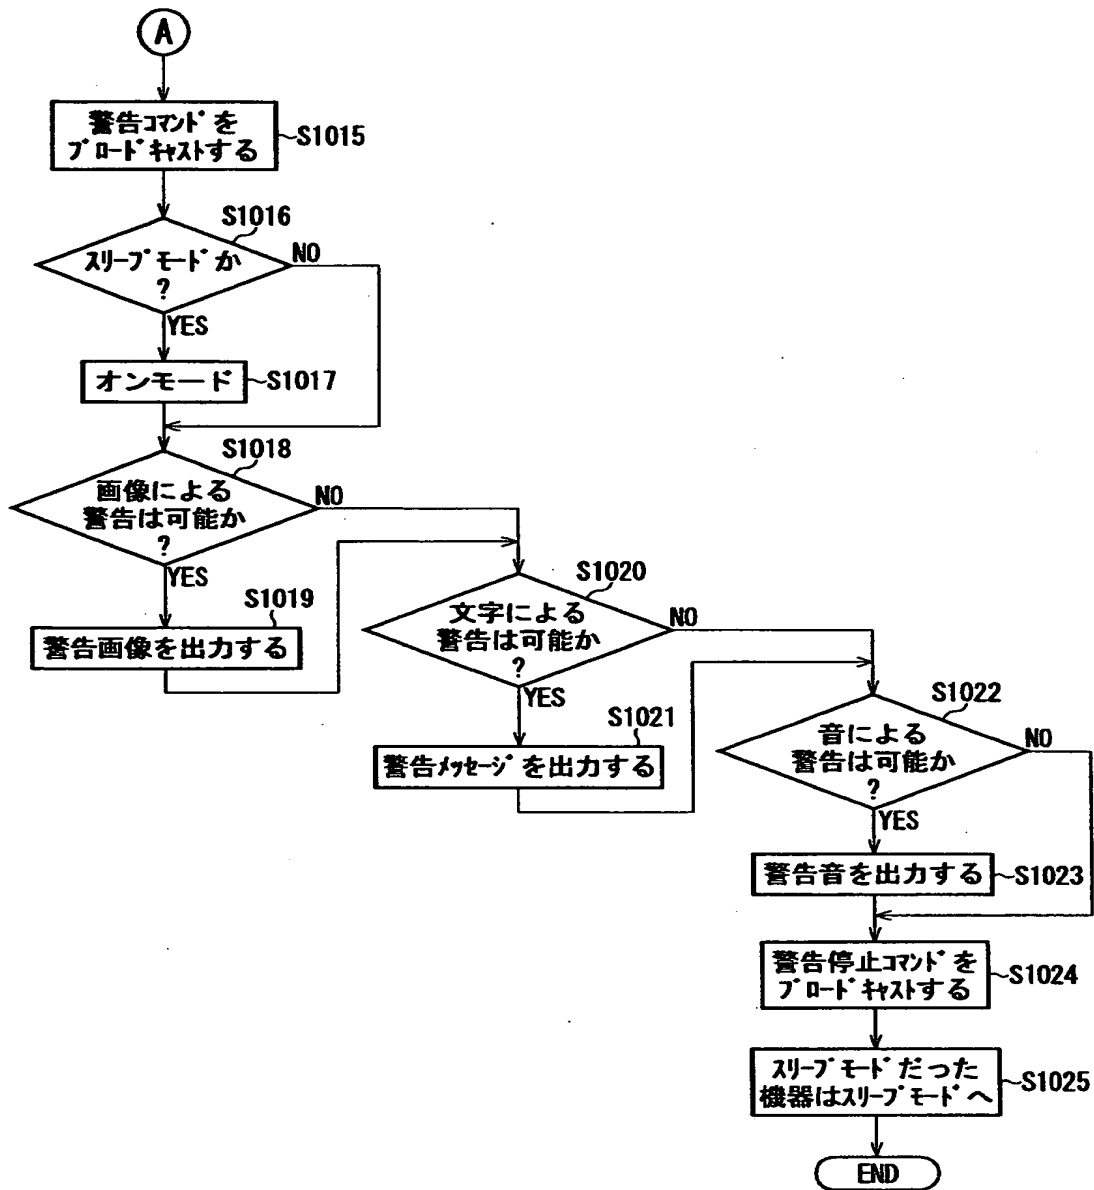 A
警告コマンドを
ブロードキャストする
S1015
S1016
スリープモードか
?
NO
YES
オンモード
S1017
S1018
画像による
警告は可能か
?
NO
YES
S1019
警告画像を出力する
S1020
文字による
警告は可能か
?
NO
YES
S1021
警告メッセージを出力する
S1022
音による
警告は可能か
?
NO
YES
警告音を出力する
S1023
警告停止コマンドを
ブロードキャストする
S1024
スリープモードだった
機器はスリープモードへ
S1025
END